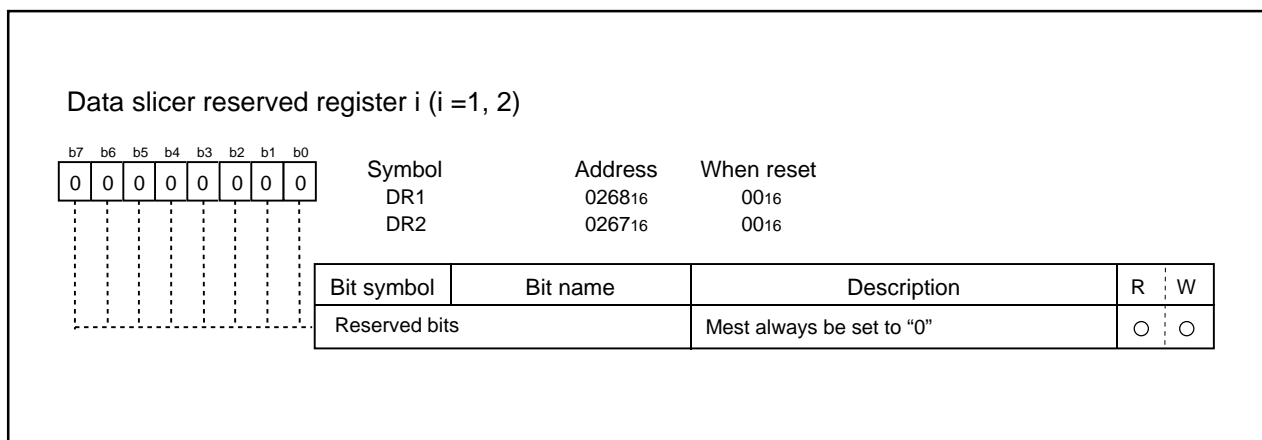 Data slicer reserved register i (i =1, 2)
b7 b6 b5 b4 b3 b2 b1 b0
0 0 0 0 0 0 0 0
Symbol Address When reset
DR1 026816 0016
DR2 026716 0016
Bit symbol Bit name Description R W
Reserved bits Mest always be set to “0” ○ ○